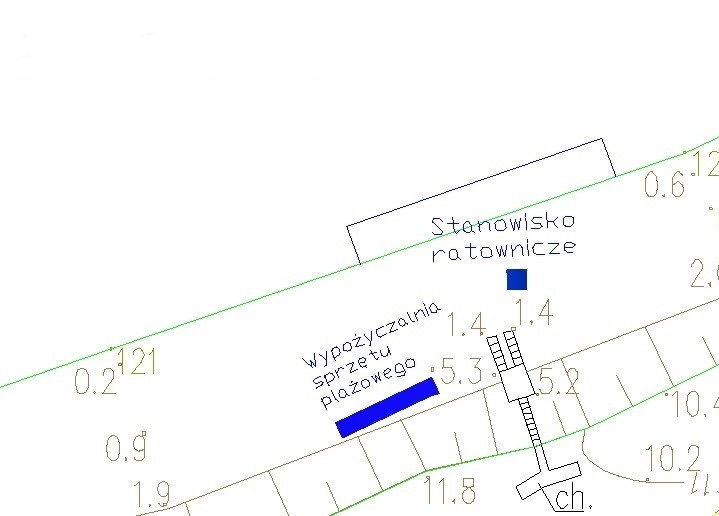 12
0.6
Stanowisko
ratownicze
2.
1.4
1.4
Wypożyczalnia
sprzętu
plażowego
121
0.2
5.3
5.2
10.4
0.9
10.2
1.9
11.8
ch.